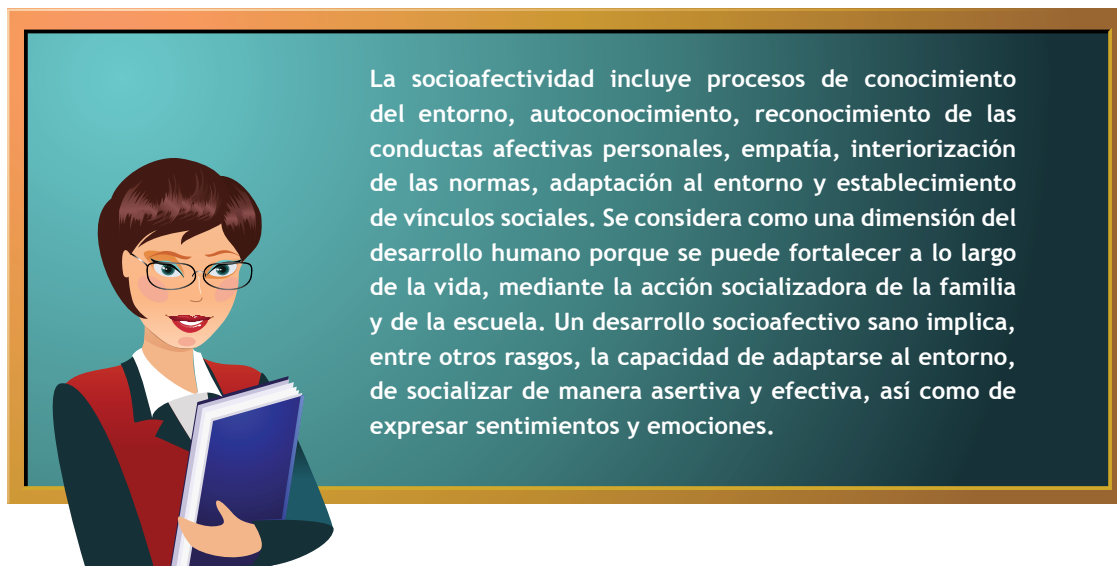 La socioafectividad incluye procesos de conocimiento
del entorno, autoconocimiento, reconocimiento de las
conductas afectivas personales, empatía, interiorización
de las normas, adaptación al entorno y establecimiento
de vínculos sociales. Se considera como una dimensión del
desarrollo humano porque se puede fortalecer a lo largo
de la vida, mediante la acción socializadora de la familia
y de la escuela. Un desarrollo socioafectivo sano implica,
entre otros rasgos, la capacidad de adaptarse al entorno,
de socializar de manera asertiva y efectiva, así como de
expresar sentimientos y emociones.